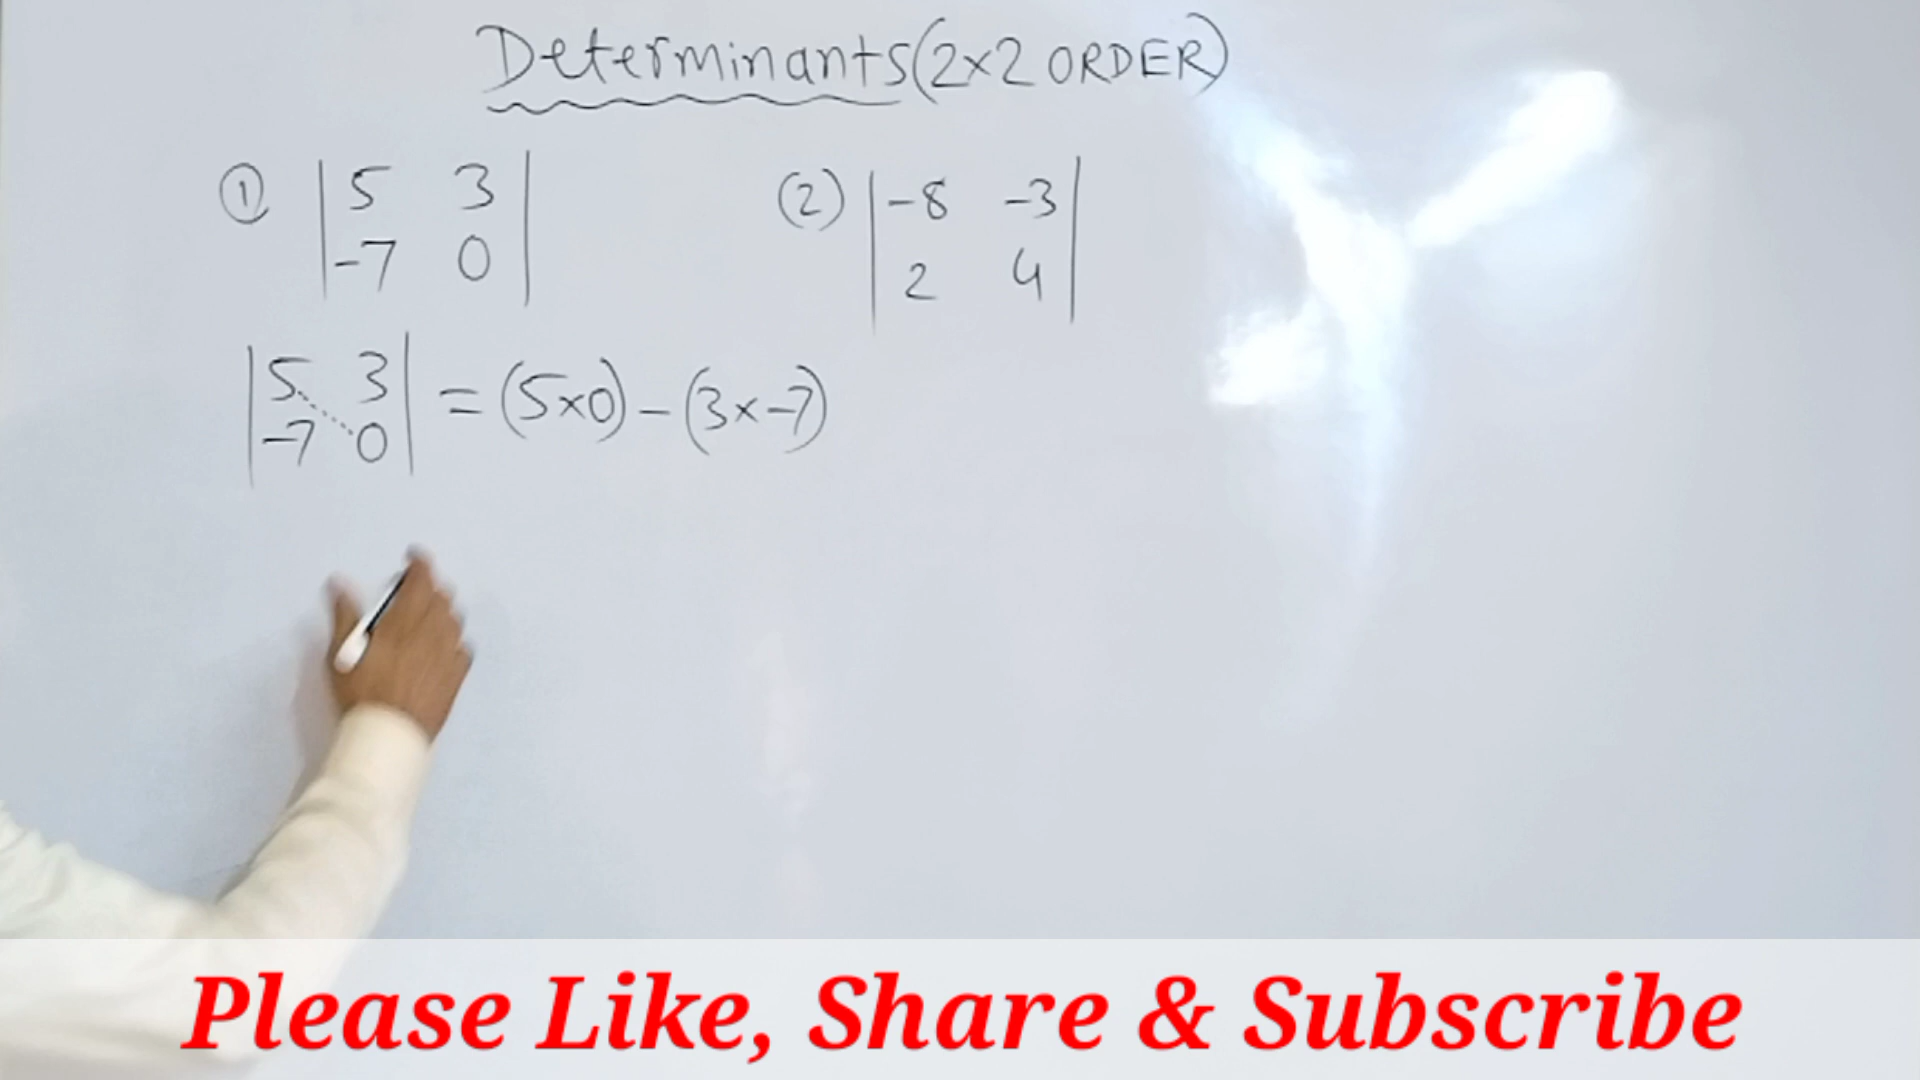 Determinants (2×2 ORDER)
① | 5 3 |
| -7 0 |
(2) | -8 -3 |
| 2 4 |
| 5 3 |
| -7 0 | = (5×0) - (3×-7)
Please Like, Share & Subscribe